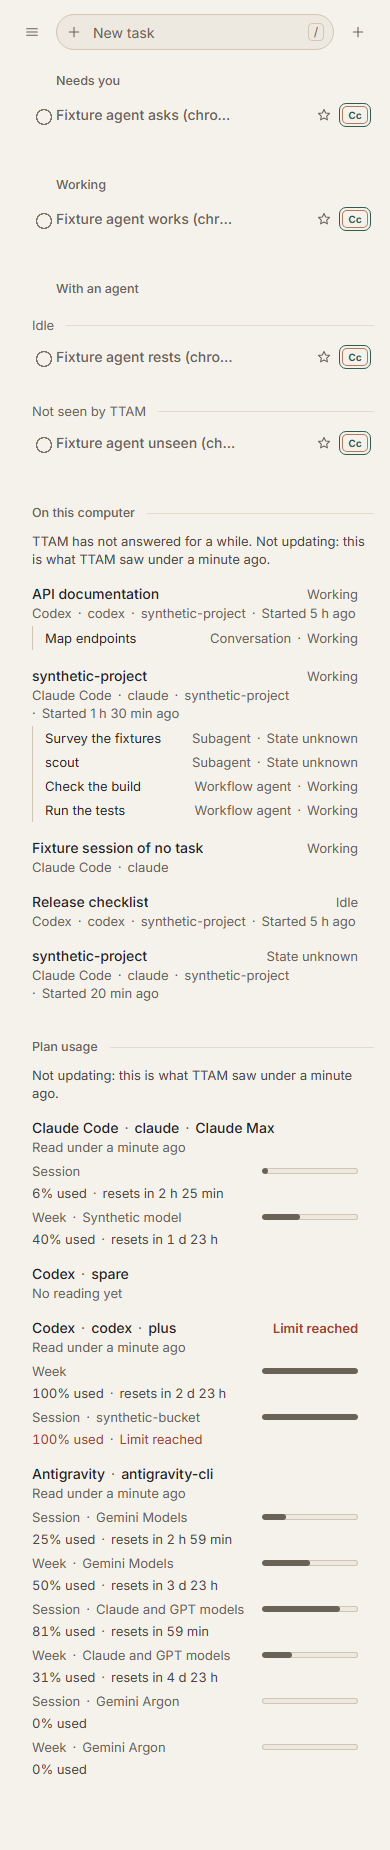 New task /
Needs you
Fixture agent asks (chro... Cc
Working
Fixture agent works (chr... Cc
With an agent
Idle
Fixture agent rests (chro... Cc
Not seen by TTAM
Fixture agent unseen (ch... Cc
On this computer
TTAM has not answered for a while. Not updating: this
is what TTAM saw under a minute ago.
API documentation Working
Codex · codex · synthetic-project · Started 5 h ago
Map endpoints Conversation · Working
synthetic-project Working
Claude Code · claude · synthetic-project
· Started 1 h 30 min ago
Survey the fixtures Subagent · State unknown
scout Subagent · State unknown
Check the build Workflow agent · Working
Run the tests Workflow agent · Working
Fixture session of no task Working
Claude Code · claude
Release checklist Idle
Codex · codex · synthetic-project · Started 5 h ago
synthetic-project State unknown
Claude Code · claude · synthetic-project
· Started 20 min ago
Plan usage
Not updating: this is what TTAM saw under a minute
ago.
Claude Code · claude · Claude Max
Read under a minute ago
Session
6% used · resets in 2 h 25 min
Week · Synthetic model
40% used · resets in 1 d 23 h
Codex · spare
No reading yet
Codex · codex · plus Limit reached
Read under a minute ago
Week
100% used · resets in 2 d 23 h
Session · synthetic-bucket
100% used · Limit reached
Antigravity · antigravity-cli
Read under a minute ago
Session · Gemini Models
25% used · resets in 2 h 59 min
Week · Gemini Models
50% used · resets in 3 d 23 h
Session · Claude and GPT models
81% used · resets in 59 min
Week · Claude and GPT models
31% used · resets in 4 d 23 h
Session · Gemini Argon
0% used
Week · Gemini Argon
0% used